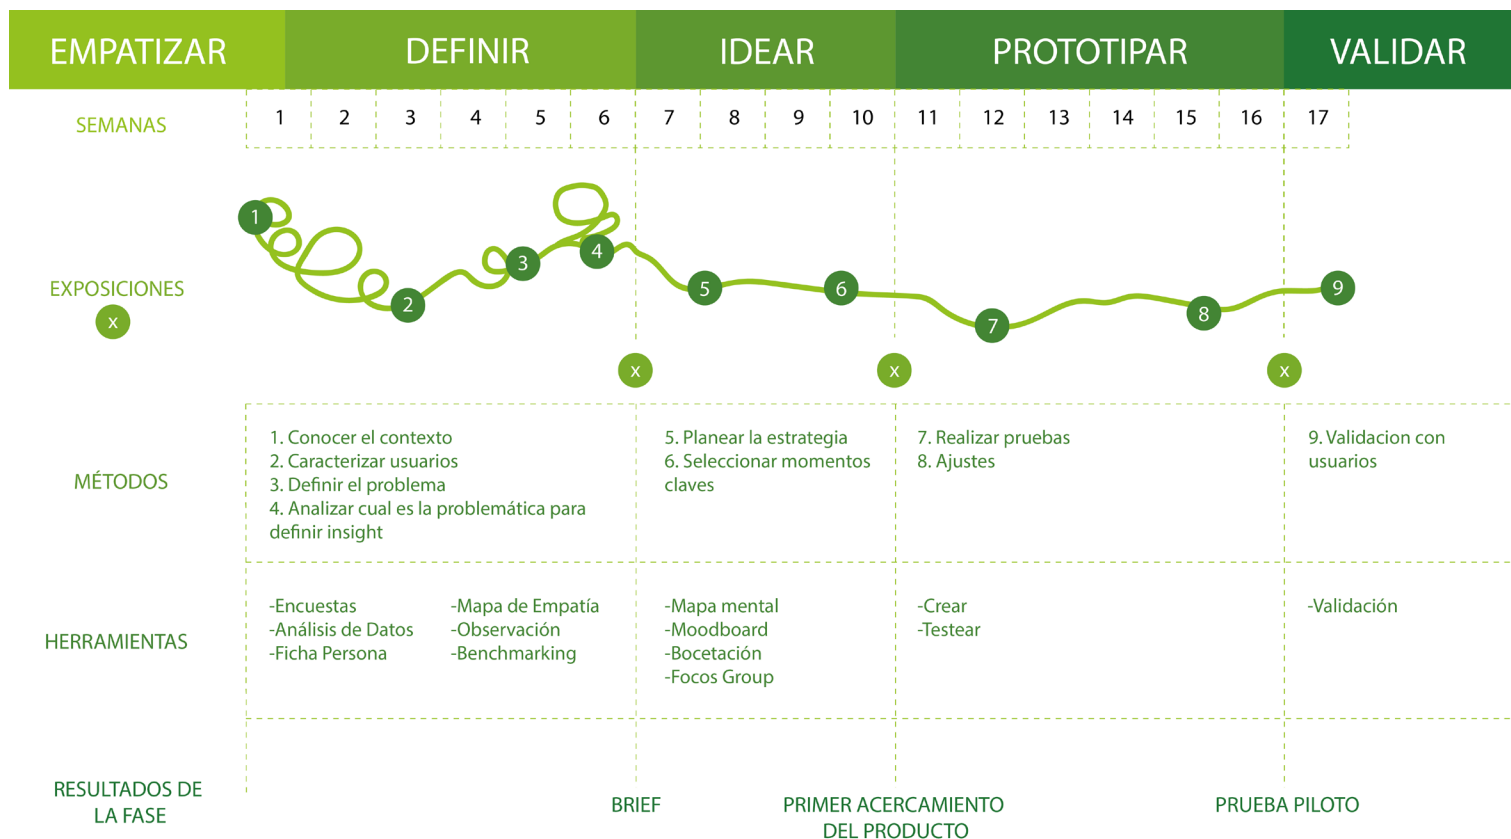 EMPATIZAR DEFINIR IDEAR PROTOTIPAR VALIDAR
SEMANAS 1 2 3 4 5 6 7 8 9 10 11 12 13 14 15 16 17
EXPOSICIONES
x
1 2 3 4 5 6 7 8 9
x x x
MÉTODOS
1. Conocer el contexto
2. Caracterizar usuarios
3. Definir el problema
4. Analizar cual es la problemática para
definir insight
5. Planear la estrategia
6. Seleccionar momentos
claves
7. Realizar pruebas
8. Ajustes
9. Validacion con
usuarios
HERRAMIENTAS
-Encuestas
-Análisis de Datos
-Ficha Persona
-Mapa de Empatía
-Observación
-Benchmarking
-Mapa mental
-Moodboard
-Bocetación
-Focos Group
-Crear
-Testear
-Validación
RESULTADOS DE
LA FASE
BRIEF
PRIMER ACERCAMIENTO
DEL PRODUCTO
PRUEBA PILOTO